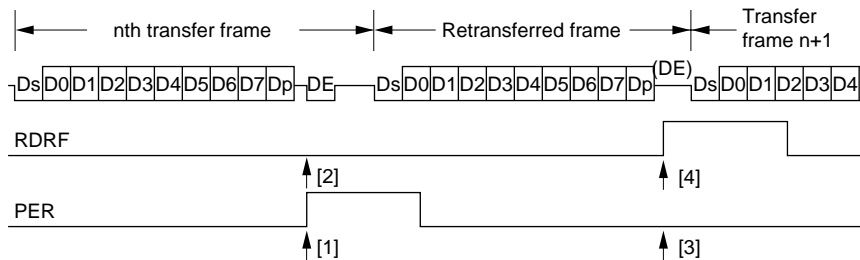 nth transfer frame
Retransferred frame
Transfer
frame n+1
Ds D0 D1 D2 D3 D4 D5 D6 D7 Dp DE Ds D0 D1 D2 D3 D4 D5 D6 D7 Dp (DE) Ds D0 D1 D2 D3 D4
RDRF
[2] [4]
PER
[1] [3]